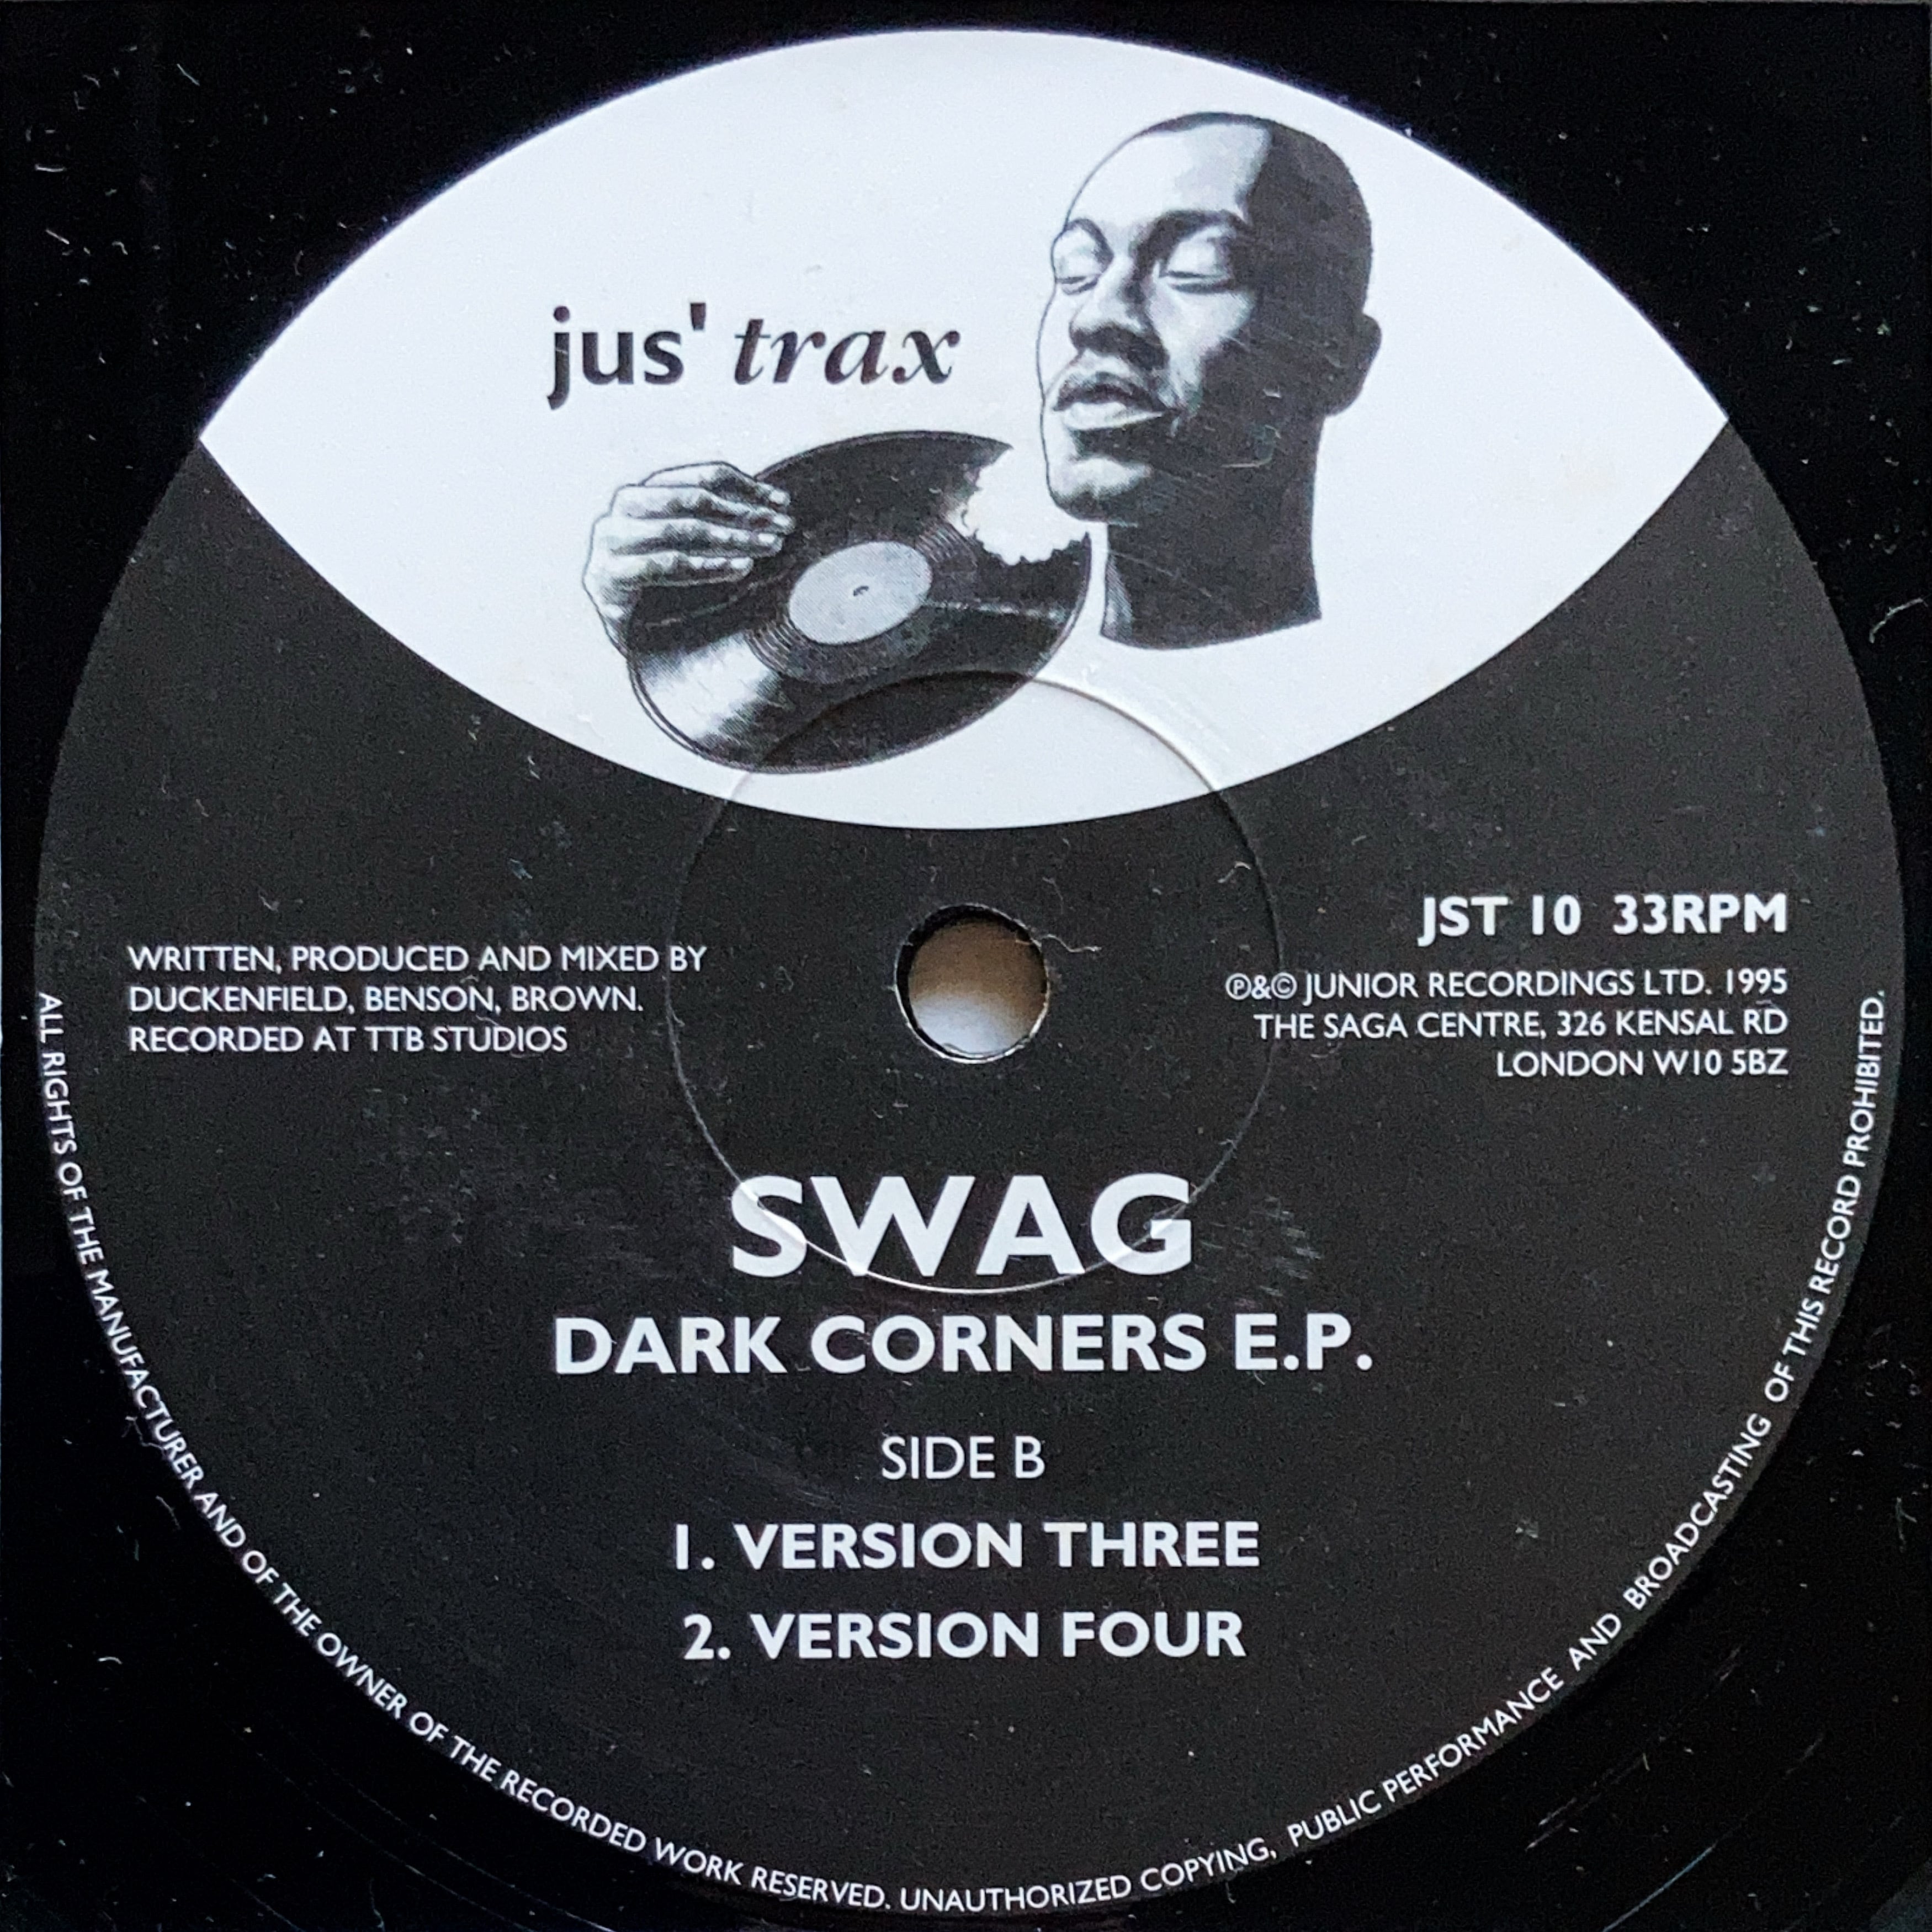 jus' trax
JST 10 33RPM
WRITTEN, PRODUCED AND MIXED BY
DUCKENFIELD, BENSON, BROWN.
RECORDED AT TTB STUDIOS
℗&© JUNIOR RECORDINGS LTD. 1995
THE SAGA CENTRE, 326 KENSAL RD
LONDON W10 5BZ
SWAG
DARK CORNERS E.P.
SIDE B
1. VERSION THREE
2. VERSION FOUR
ALL RIGHTS OF THE MANUFACTURER AND OF THE OWNER OF THE RECORDED WORK RESERVED. UNAUTHORIZED COPYING, PUBLIC PERFORMANCE AND BROADCASTING OF THIS RECORD PROHIBITED.